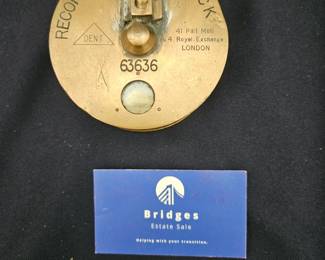 RECO
CK
DENT
41 Pall Mall
4. Royal Exchange
LONDON
63636
Bridges
Estate Sale
Helping with your transition.